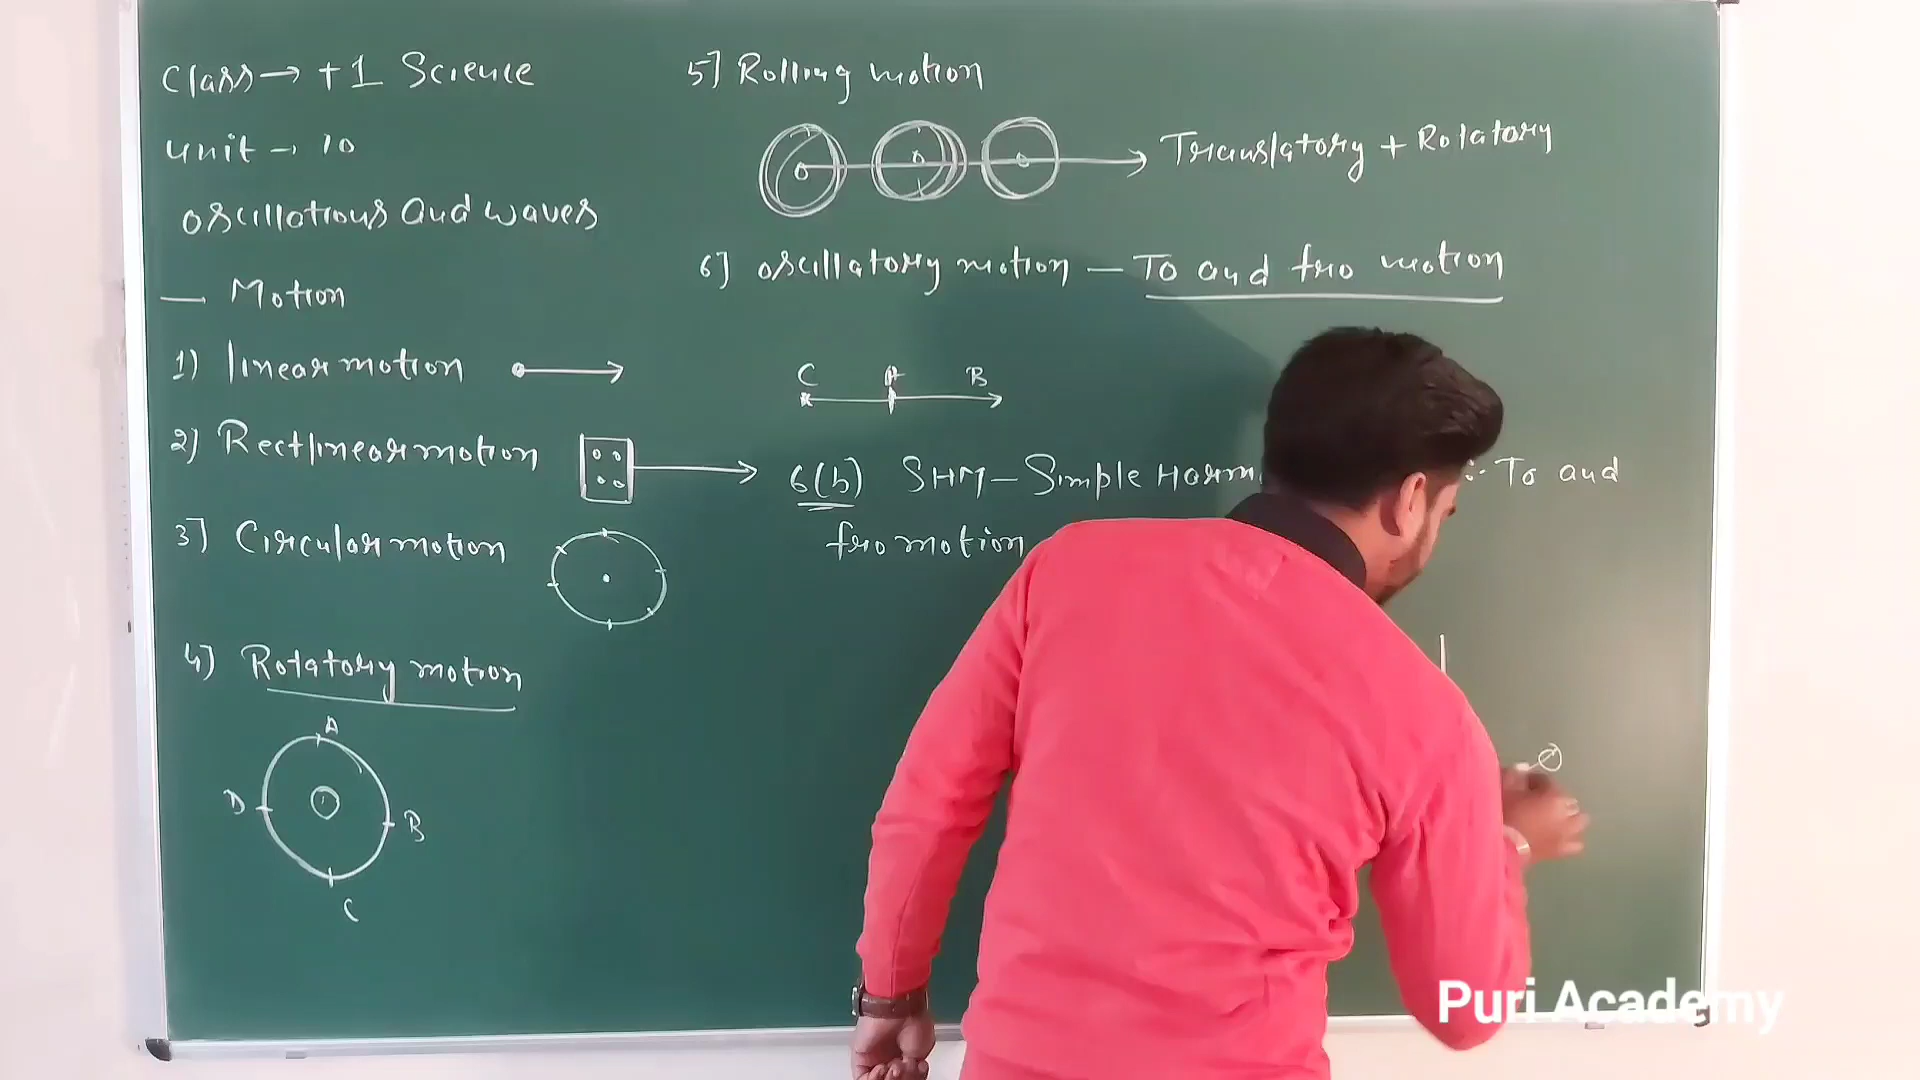 Class → +1 Science
Unit - 10
Oscillations and waves
— Motion
1) linear motion
2) Rectlinear motion
3] Circular motion
4) Rotatory motion
A
D
B
C
5] Rolling motion
Translatory + Rotatory
6] oscillatory motion — To and fro motion
C A B
6(b) SHM - Simple To and
fro motion
Puri Academy